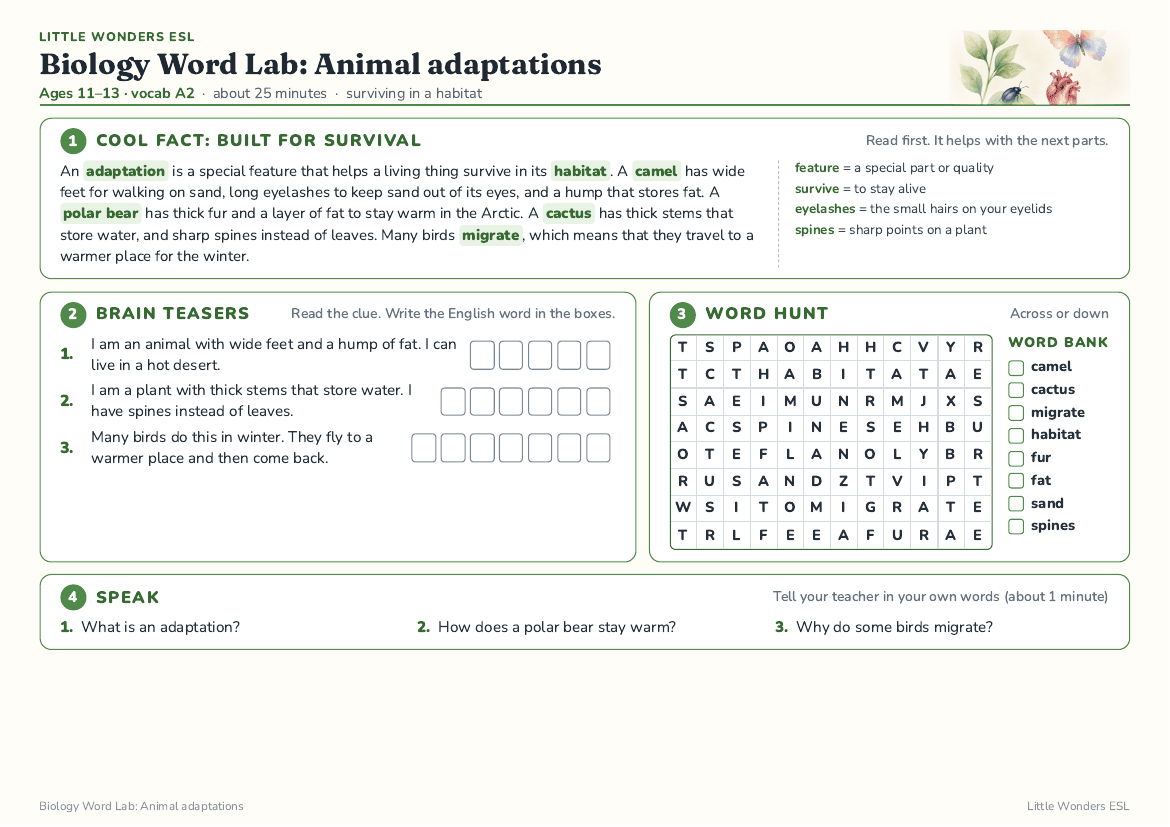 LITTLE WONDERS ESL
Biology Word Lab: Animal adaptations
Ages 11–13 · vocab A2 · about 25 minutes · surviving in a habitat
1 COOL FACT: BUILT FOR SURVIVAL
Read first. It helps with the next parts.
An adaptation is a special feature that helps a living thing survive in its habitat. A camel has wide
feet for walking on sand, long eyelashes to keep sand out of its eyes, and a hump that stores fat. A
polar bear has thick fur and a layer of fat to stay warm in the Arctic. A cactus has thick stems that
store water, and sharp spines instead of leaves. Many birds migrate, which means that they travel to a
warmer place for the winter.
feature = a special part or quality
survive = to stay alive
eyelashes = the small hairs on your eyelids
spines = sharp points on a plant
2 BRAIN TEASERS
Read the clue. Write the English word in the boxes.
1. I am an animal with wide feet and a hump of fat. I can
live in a hot desert.
2. I am a plant with thick stems that store water. I
have spines instead of leaves.
3. Many birds do this in winter. They fly to a
warmer place and then come back.
3 WORD HUNT
Across or down
T S P A O A H H C V Y R
T C T H A B I T A T A E
S A E I M U N R M J X S
A C S P I N E S E H B U
O T E F L A N O L Y B R
R U S A N D Z T V I P T
W S I T O M I G R A T E
T R L F E E A F U R A E
WORD BANK
camel
cactus
migrate
habitat
fur
fat
sand
spines
4 SPEAK
Tell your teacher in your own words (about 1 minute)
1. What is an adaptation?
2. How does a polar bear stay warm?
3. Why do some birds migrate?
Biology Word Lab: Animal adaptations
Little Wonders ESL